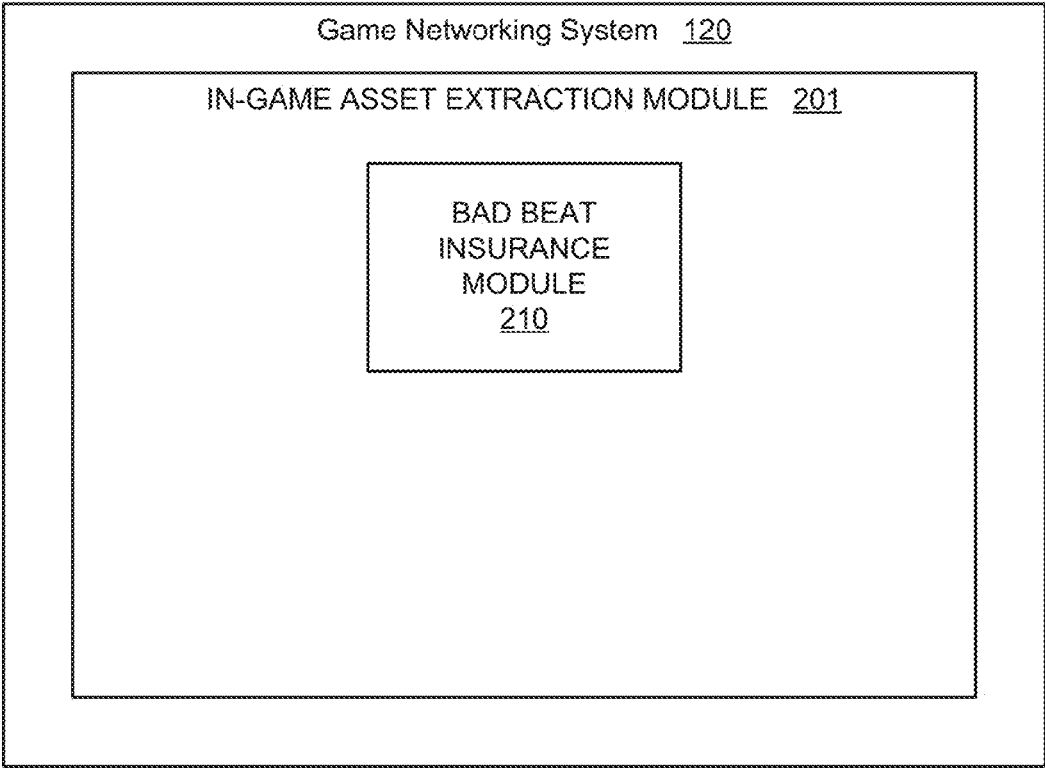 Game Networking System 120
IN-GAME ASSET EXTRACTION MODULE 201
BAD BEAT
INSURANCE
MODULE
210